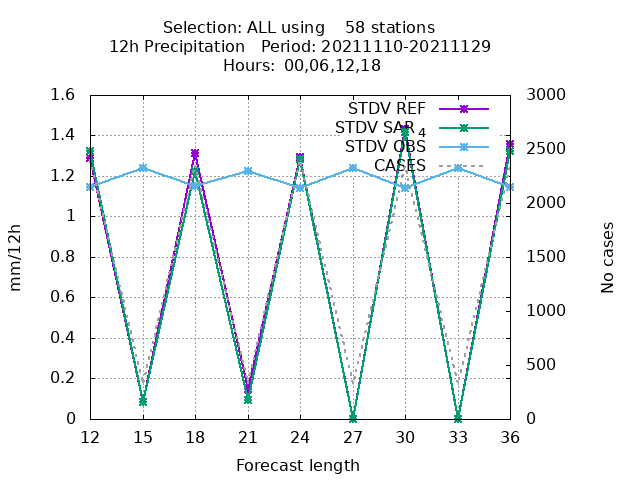 Selection: ALL using    58 stations
12h Precipitation   Period: 20211110-20211129
Hours: 00,06,12,18
1.6
1.4
1.2
1
0.8
0.6
0.4
0.2
0
mm/12h
STDV REF
STDV SAR_4
STDV OBS
CASES
3000
2500
2000
1500
1000
500
0
No cases
12 15 18 21 24 27 30 33 36
Forecast length